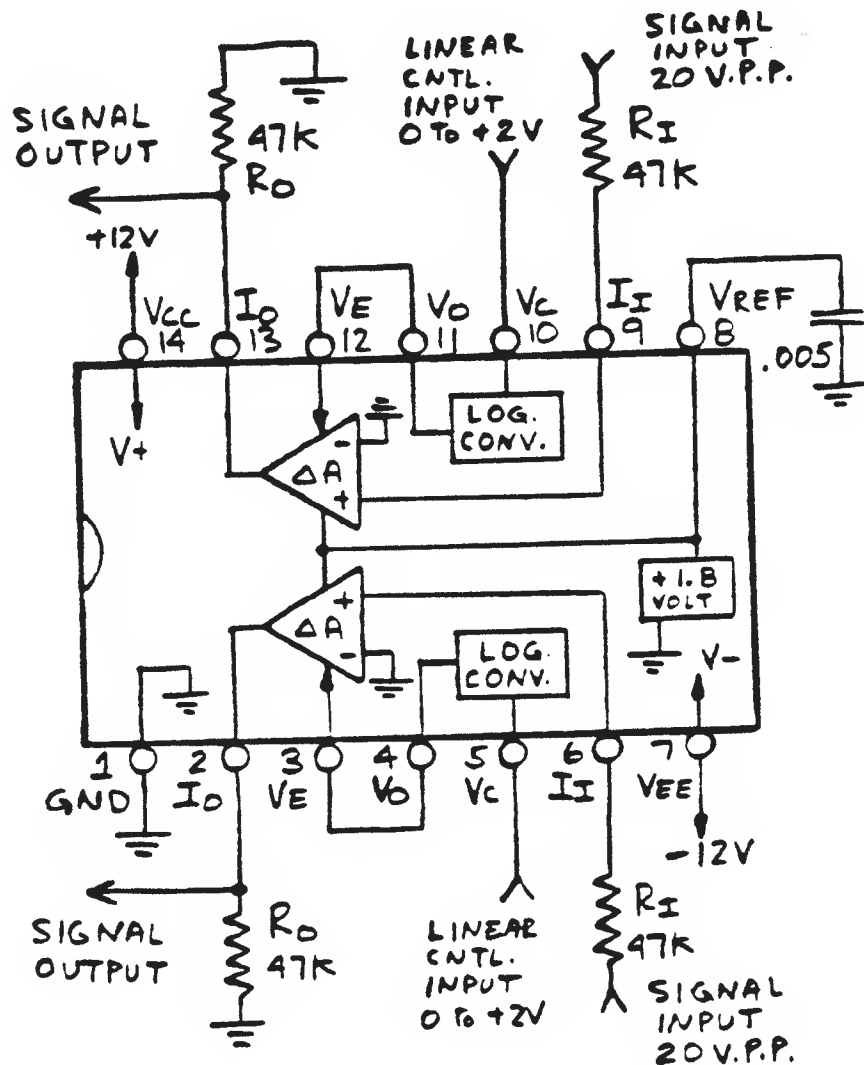 SIGNAL
OUTPUT
47K
RO
LINEAR
CNTL.
INPUT
0 TO +2V
SIGNAL
INPUT
20 V.P.P.
RI
47K
+12V
VCC
14
IO
13
VE
12
VO
11
VC
10
II
9
VREF
8
.005
V+
LOG.
CONV.
-
ΔA
+
+1.8
VOLT
+
ΔA
-
LOG.
CONV.
V-
1
GND
2
IO
3
VE
4
VO
5
VC
6
II
7
VEE
-12V
SIGNAL
OUTPUT
RO
47K
LINEAR
CNTL.
INPUT
0 TO +2V
RI
47K
SIGNAL
INPUT
20 V.P.P.